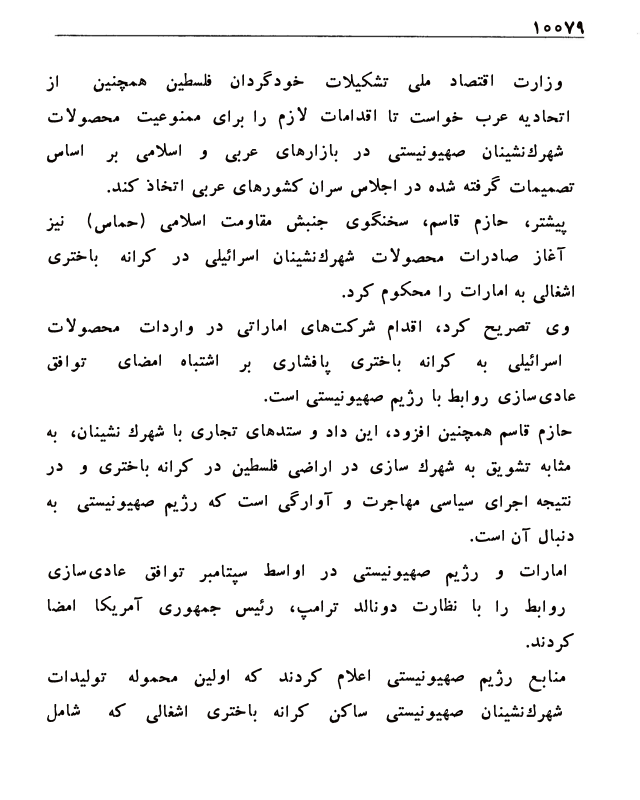 ۱۰۰۷۹
وزارت اقتصاد ملی تشکیلات خودگردان فلسطین همچنین از
اتحادیه عرب خواست تا اقدامات لازم را برای ممنوعیت محصولات
شهرک‌نشینان صهیونیستی در بازارهای عربی و اسلامی بر اساس
تصمیمات گرفته شده در اجلاس سران کشورهای عربی اتخاذ کند.
پیشتر، حازم قاسم، سخنگوی جنبش مقاومت اسلامی (حماس) نیز
آغاز صادرات محصولات شهرک‌نشینان اسرائیلی در کرانه باختری
اشغالی به امارات را محکوم کرد.
وی تصریح کرد، اقدام شرکت‌های اماراتی در واردات محصولات
اسرائیلی به کرانه باختری پافشاری بر اشتباه امضای توافق
عادی‌سازی روابط با رژیم صهیونیستی است.
حازم قاسم همچنین افزود، این داد و ستدهای تجاری با شهرک نشینان، به
مثابه تشویق به شهرک سازی در اراضی فلسطین در کرانه باختری و در
نتیجه اجرای سیاسی مهاجرت و آوارگی است که رژیم صهیونیستی به
دنبال آن است.
امارات و رژیم صهیونیستی در اواسط سپتامبر توافق عادی‌سازی
روابط را با نظارت دونالد ترامپ، رئیس جمهوری آمریکا امضا
کردند.
منابع رژیم صهیونیستی اعلام کردند که اولین محموله تولیدات
شهرک‌نشینان صهیونیستی ساکن کرانه باختری اشغالی که شامل